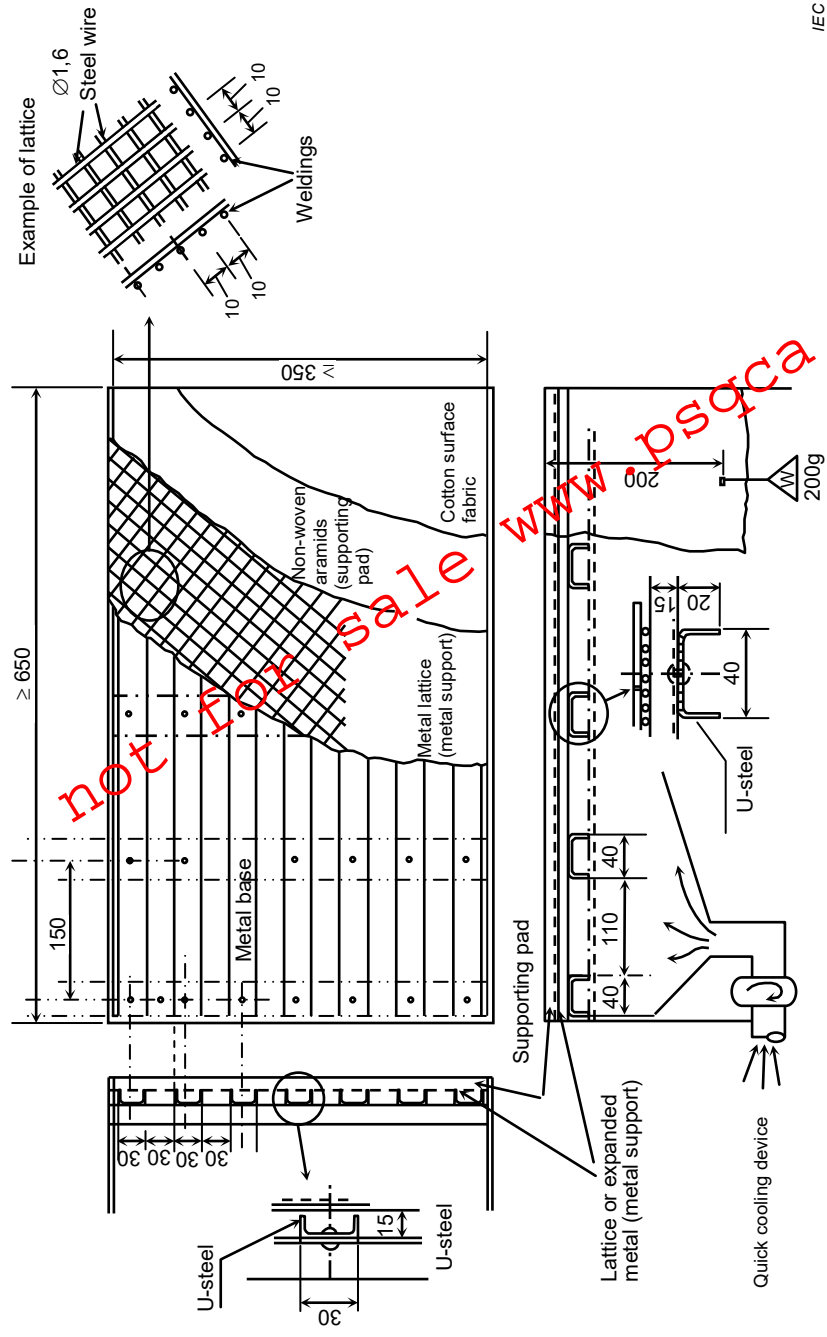 Example of lattice
∅1,6
Steel wire
10
10
10
10
Weldings
≥ 650
≥ 350
150
Metal base
Metal lattice
(metal support)
Non-woven
aramids
(supporting
pad)
Cotton surface
fabric
30
30
30
30
U-steel
30
15
U-steel
Supporting pad
Lattice or expanded
metal (metal support)
40
110
40
200
15
20
40
U-steel
W
200g
Quick cooling device
IEC
not for sale www.psqca